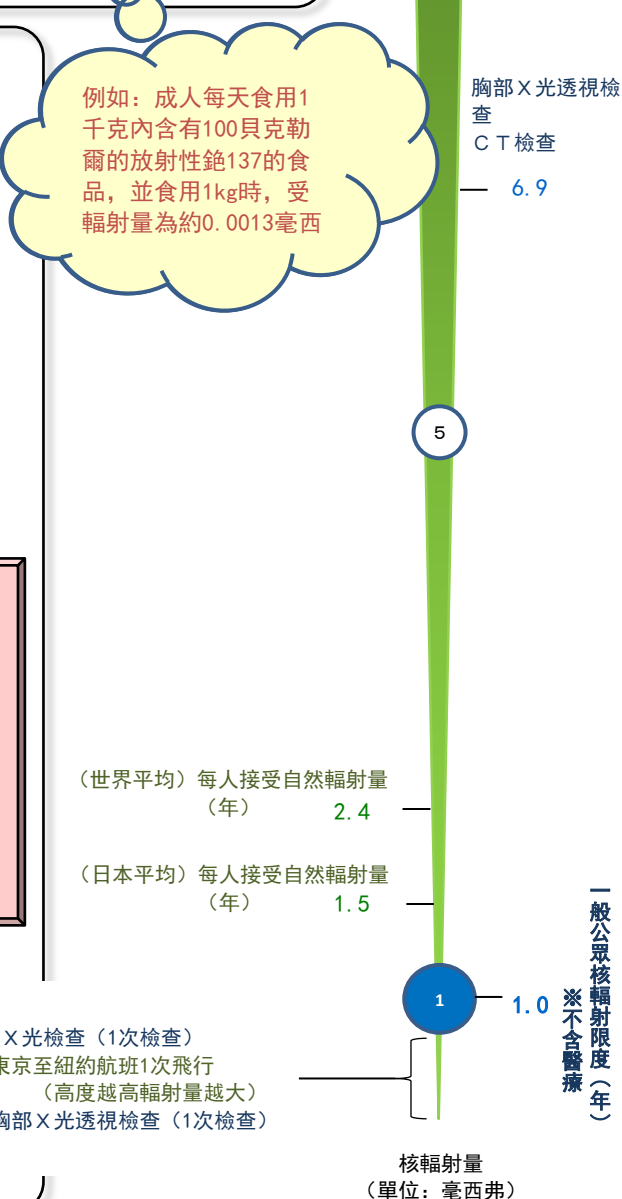 例如：成人每天食用1
千克內含有100貝克勒
爾的放射性銫137的食
品，並食用1kg時，受
輻射量為約0.0013毫西
胸部Ｘ光透視檢
查
ＣＴ檢查
6.9
5
（世界平均）每人接受自然輻射量
（年） 2.4
（日本平均）每人接受自然輻射量
（年） 1.5
1
1.0
一般公眾核輻射限度（年）
※不含醫療
Ｘ光檢查（1次檢查）
東京至紐約航班1次飛行
（高度越高輻射量越大）
胸部Ｘ光透視檢查（1次檢查）
核輻射量
（單位：毫西弗）